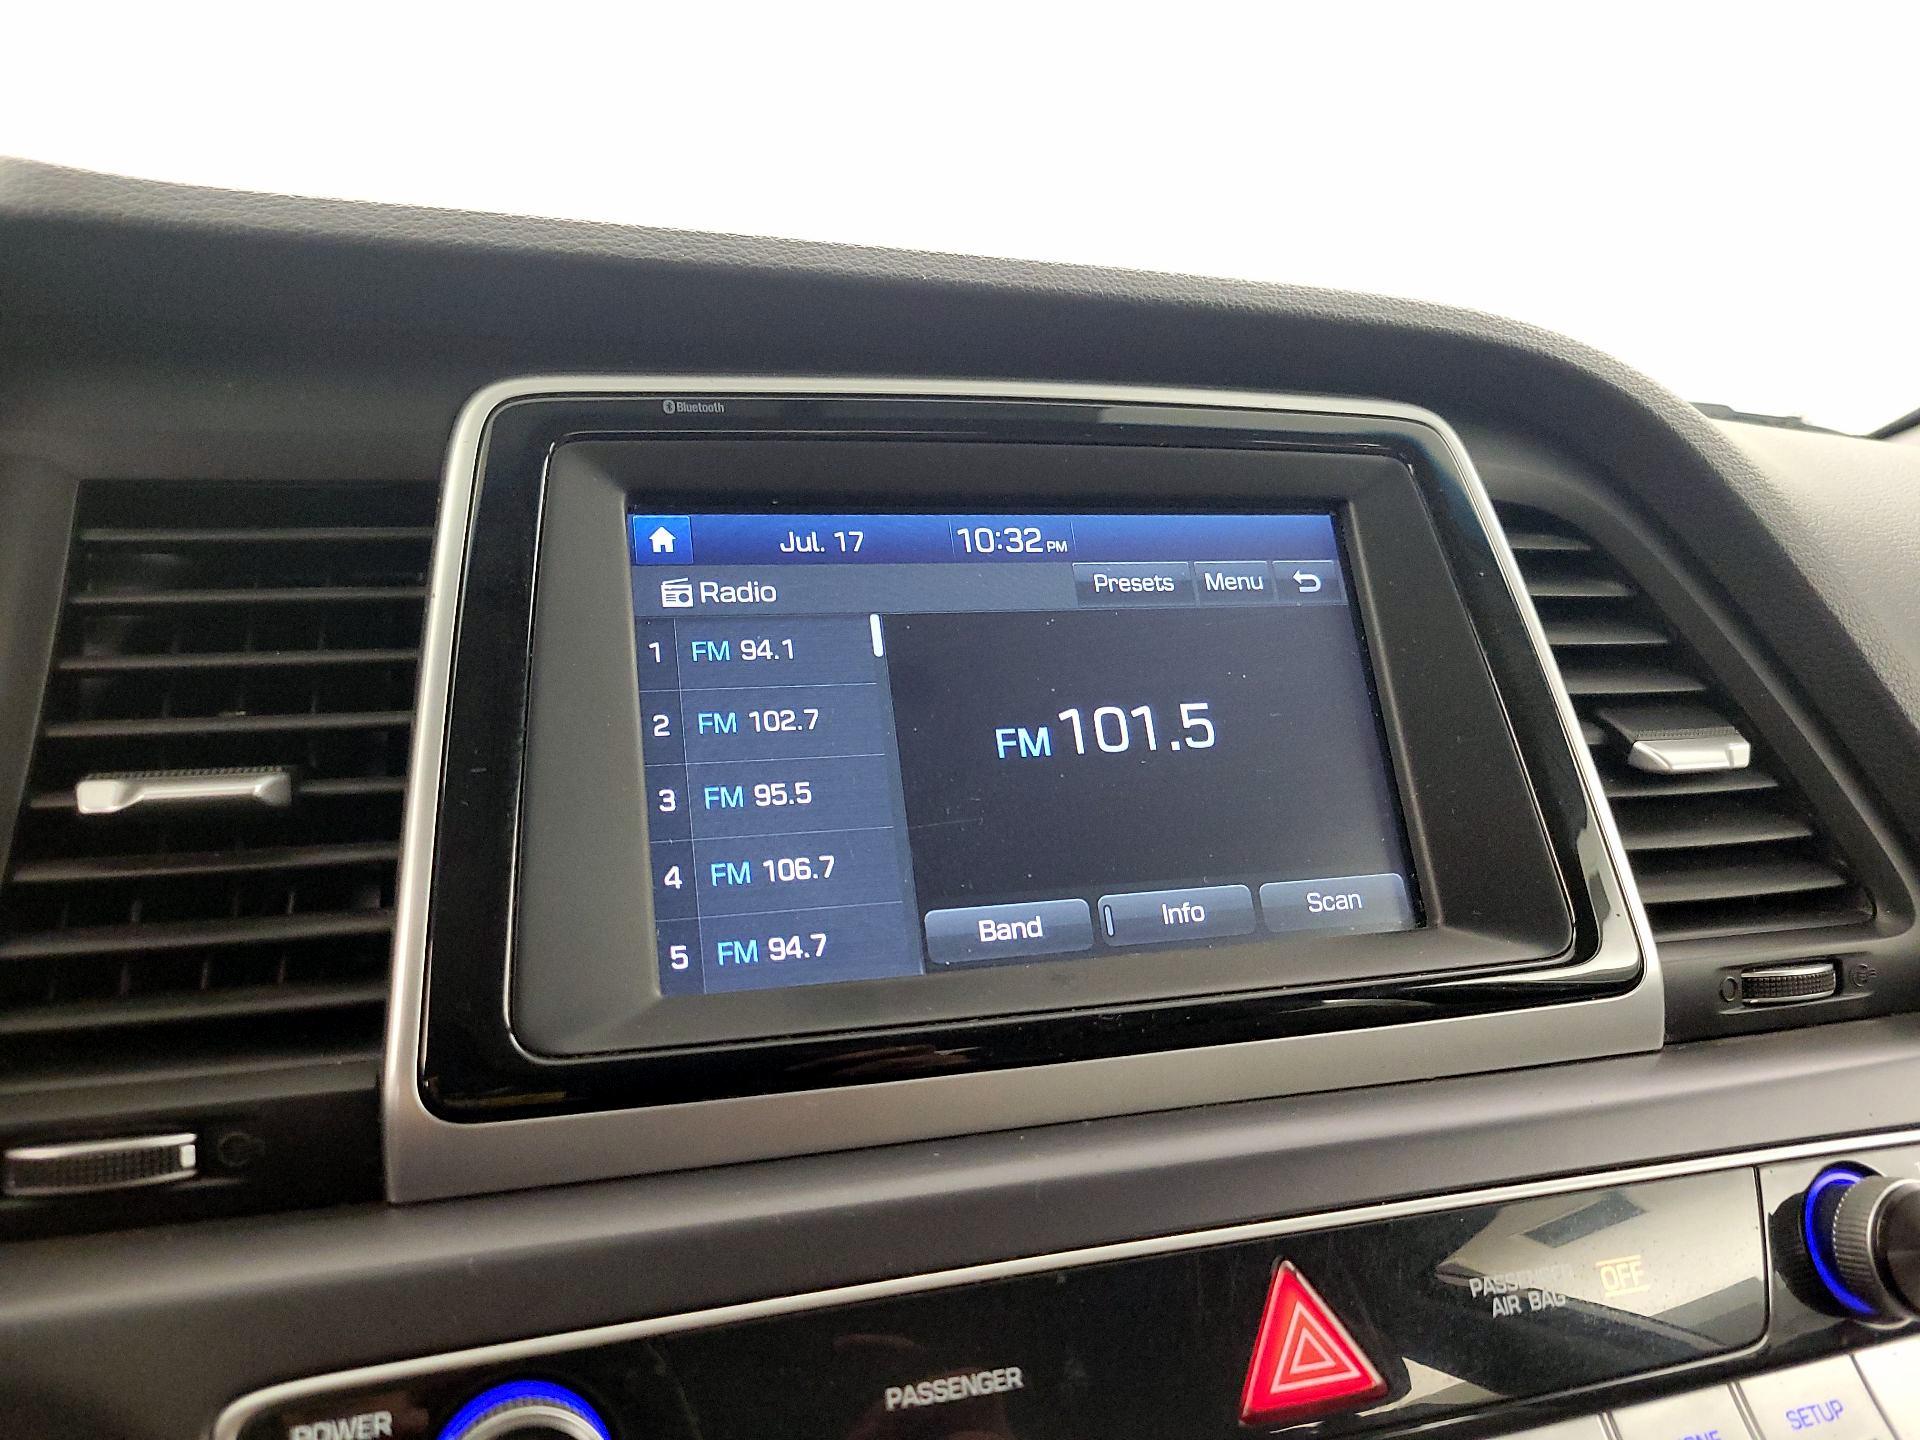 Bluetooth
Jul. 17 10:32 PM
Radio Presets Menu
1 FM 94.1
2 FM 102.7
3 FM 95.5
4 FM 106.7
5 FM 94.7
FM 101.5
Band Info Scan
PASSENGER
AIR BAG OFF
POWER PASSENGER
SETUP